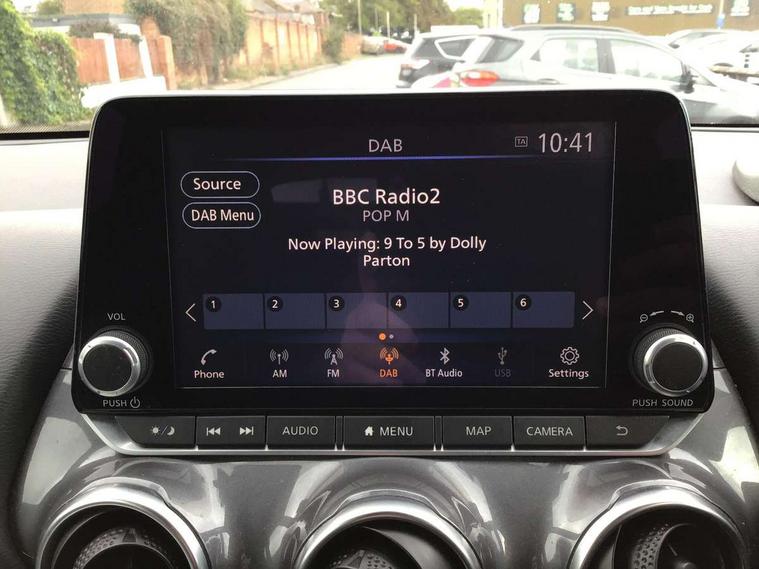 DAB
TA 10:41
Source
BBC Radio2
DAB Menu
POP M
Now Playing: 9 To 5 by Dolly
Parton
1 2 3 4 5 6
Phone AM FM DAB BT Audio USB Settings
VOL
PUSH
PUSH SOUND
AUDIO MENU MAP CAMERA